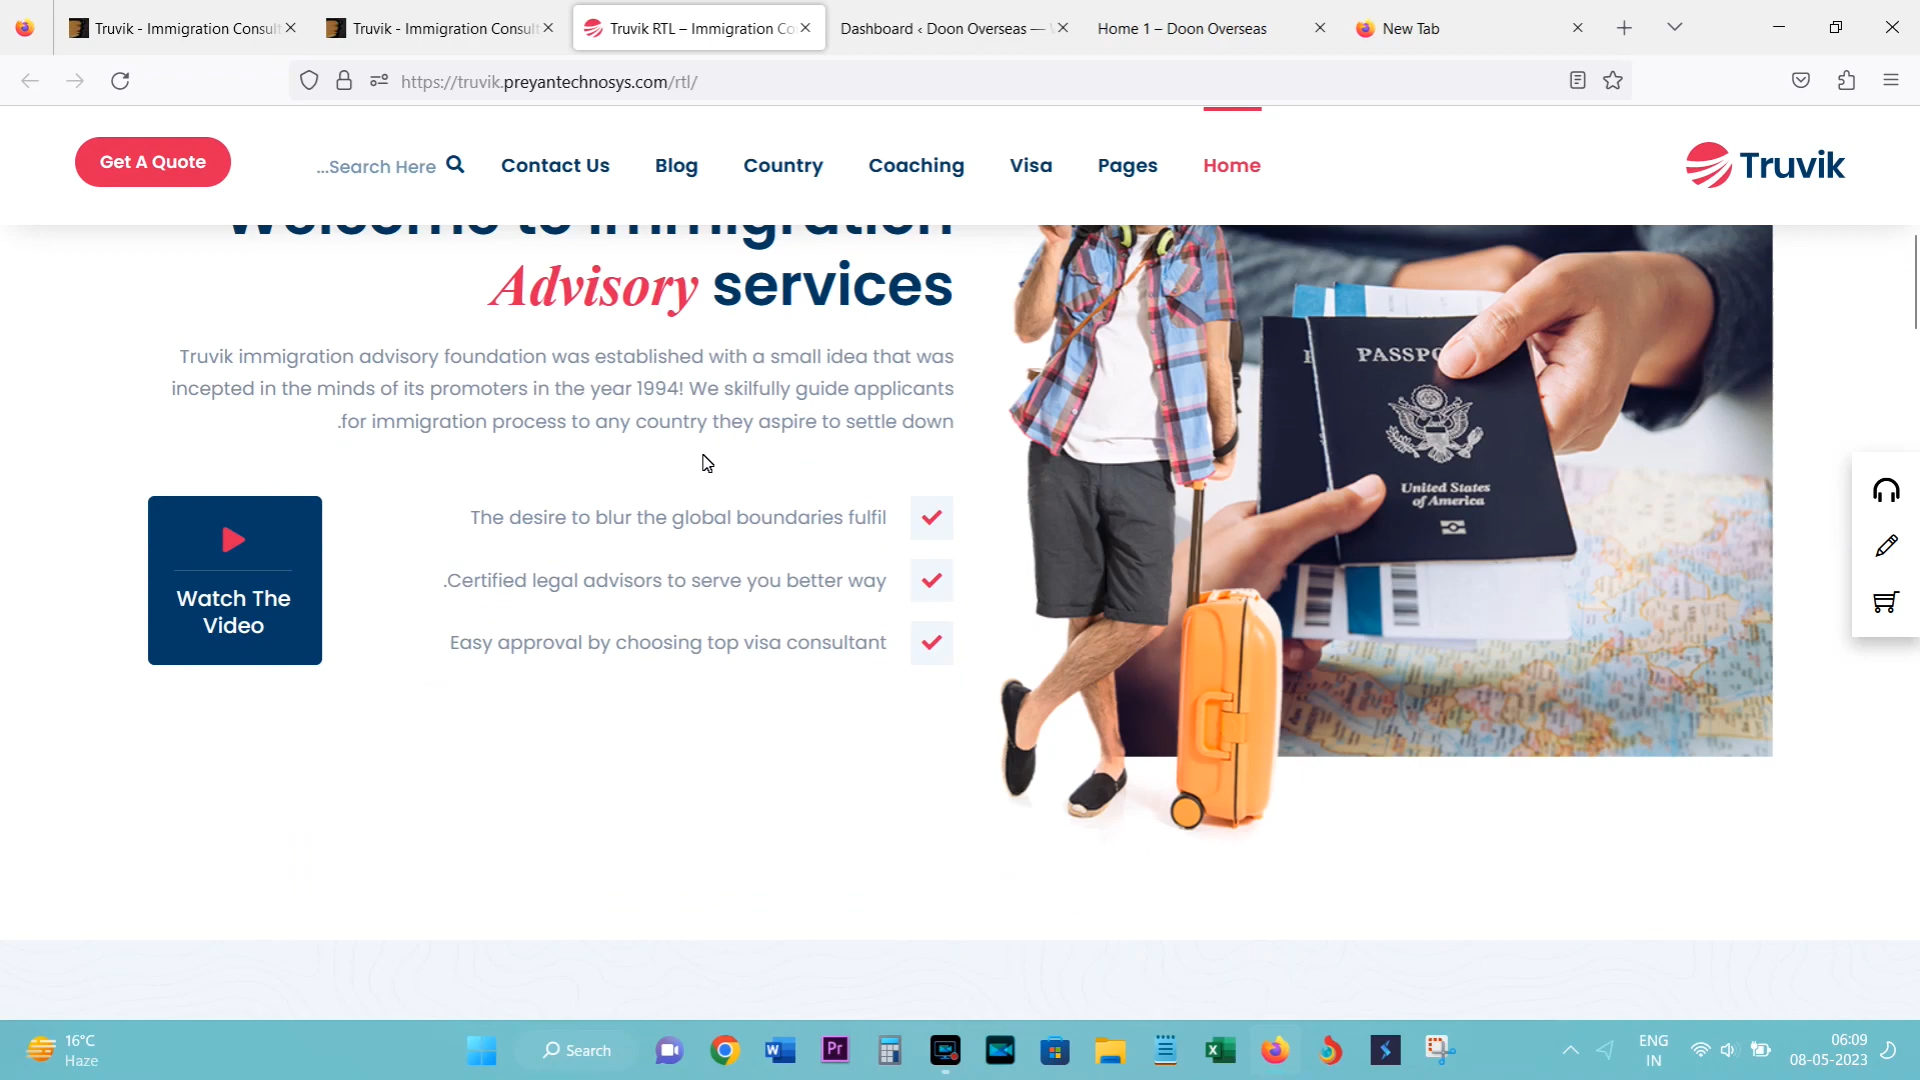 Truvik - Immigration Consult
Truvik - Immigration Consult
Truvik RTL – Immigration Co
Dashboard ‹ Doon Overseas —
Home 1 – Doon Overseas
New Tab
https://truvik.preyantechnosys.com/rtl/
Get A Quote
...Search Here
Contact Us
Blog
Country
Coaching
Visa
Pages
Home
Truvik
Welcome to Immigration
Advisory services
Truvik immigration advisory foundation was established with a small idea that was
incepted in the minds of its promoters in the year 1994! We skilfully guide applicants
.for immigration process to any country they aspire to settle down
The desire to blur the global boundaries fulfil
.Certified legal advisors to serve you better way
Easy approval by choosing top visa consultant
Watch The
Video
PASSPO
United States
of America
16°C
Haze
Search
Pr
ENG
IN
06:09
08-05-2023